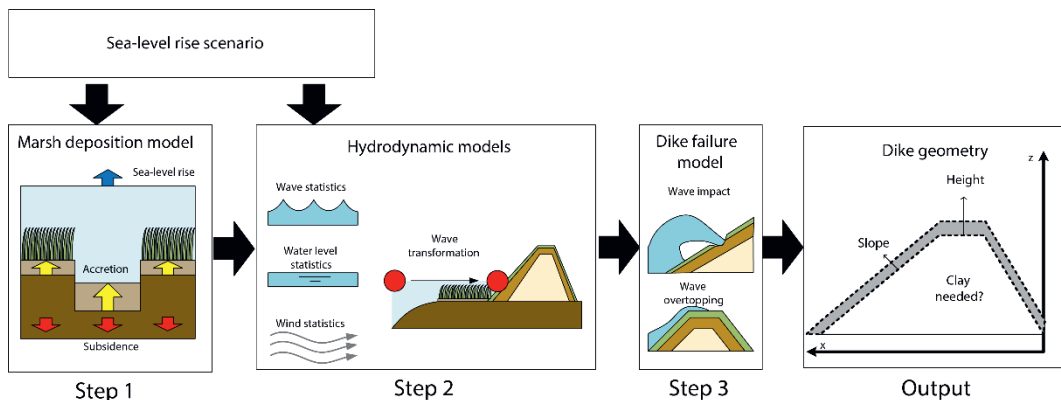 Sea-level rise scenario
Marsh deposition model
Sea-level rise
Accretion
Subsidence
Step 1
Hydrodynamic models
Wave statistics
Water level
statistics
Wind statistics
Wave
transformation
Step 2
Dike failure
model
Wave impact
Wave
overtopping
Step 3
Dike geometry
z
Height
Slope
Clay
needed?
x
Output